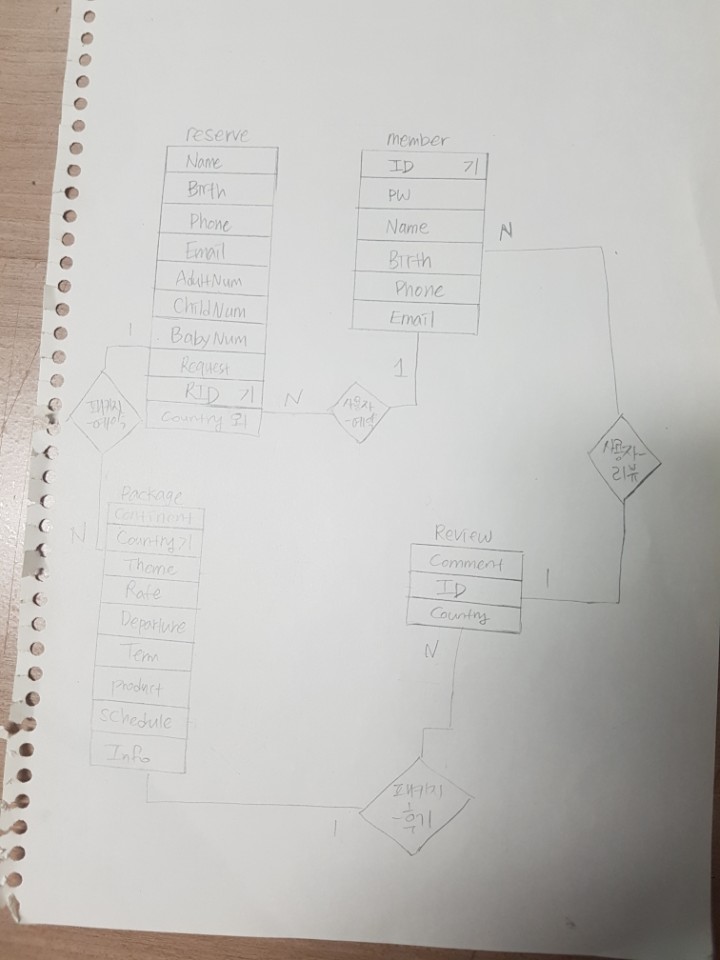 reserve
Name
Birth
Phone
Email
AdultNum
ChildNum
BabyNum
Request
RID 기
Country 외
member
ID 기
PW
Name
Birth
Phone
Email
N
1
1
N
사용자
-예약
패키지
-예약
사용자-
리뷰
Package
Continent
Country 기
Thome
Rate
Departure
Term
product
schedule
Info
N
Review
Comment
ID
Country
1
N
패키지
-후기
1